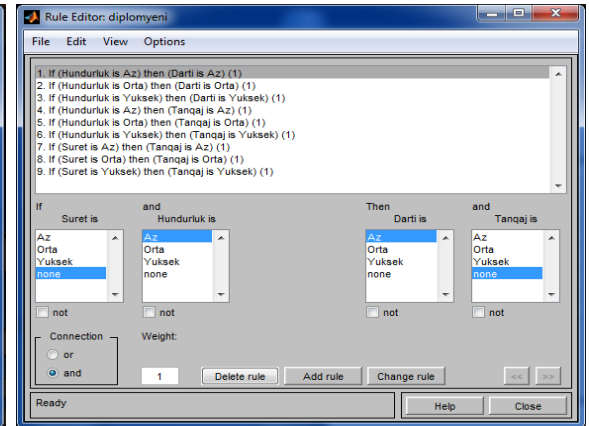 Rule Editor: diplomyeni
File Edit View Options
1. If (Hundurluk is Az) then (Darti is Az) (1)
2. If (Hundurluk is Orta) then (Darti is Orta) (1)
3. If (Hundurluk is Yuksek) then (Darti is Yuksek) (1)
4. If (Hundurluk is Az) then (Tanqaj is Az) (1)
5. If (Hundurluk is Orta) then (Tanqaj is Orta) (1)
6. If (Hundurluk is Yuksek) then (Tanqaj is Yuksek) (1)
7. If (Suret is Az) then (Tanqaj is Az) (1)
8. If (Suret is Orta) then (Tanqaj is Orta) (1)
9. If (Suret is Yuksek) then (Tanqaj is Yuksek) (1)
If and Then and
Suret is Hundurluk is Darti is Tanqaj is
Az Az Az Az
Orta Orta Orta Orta
Yuksek Yuksek Yuksek Yuksek
none none none none
not not not not
Connection Weight:
or
and 1 Delete rule Add rule Change rule << >>
Ready Help Close